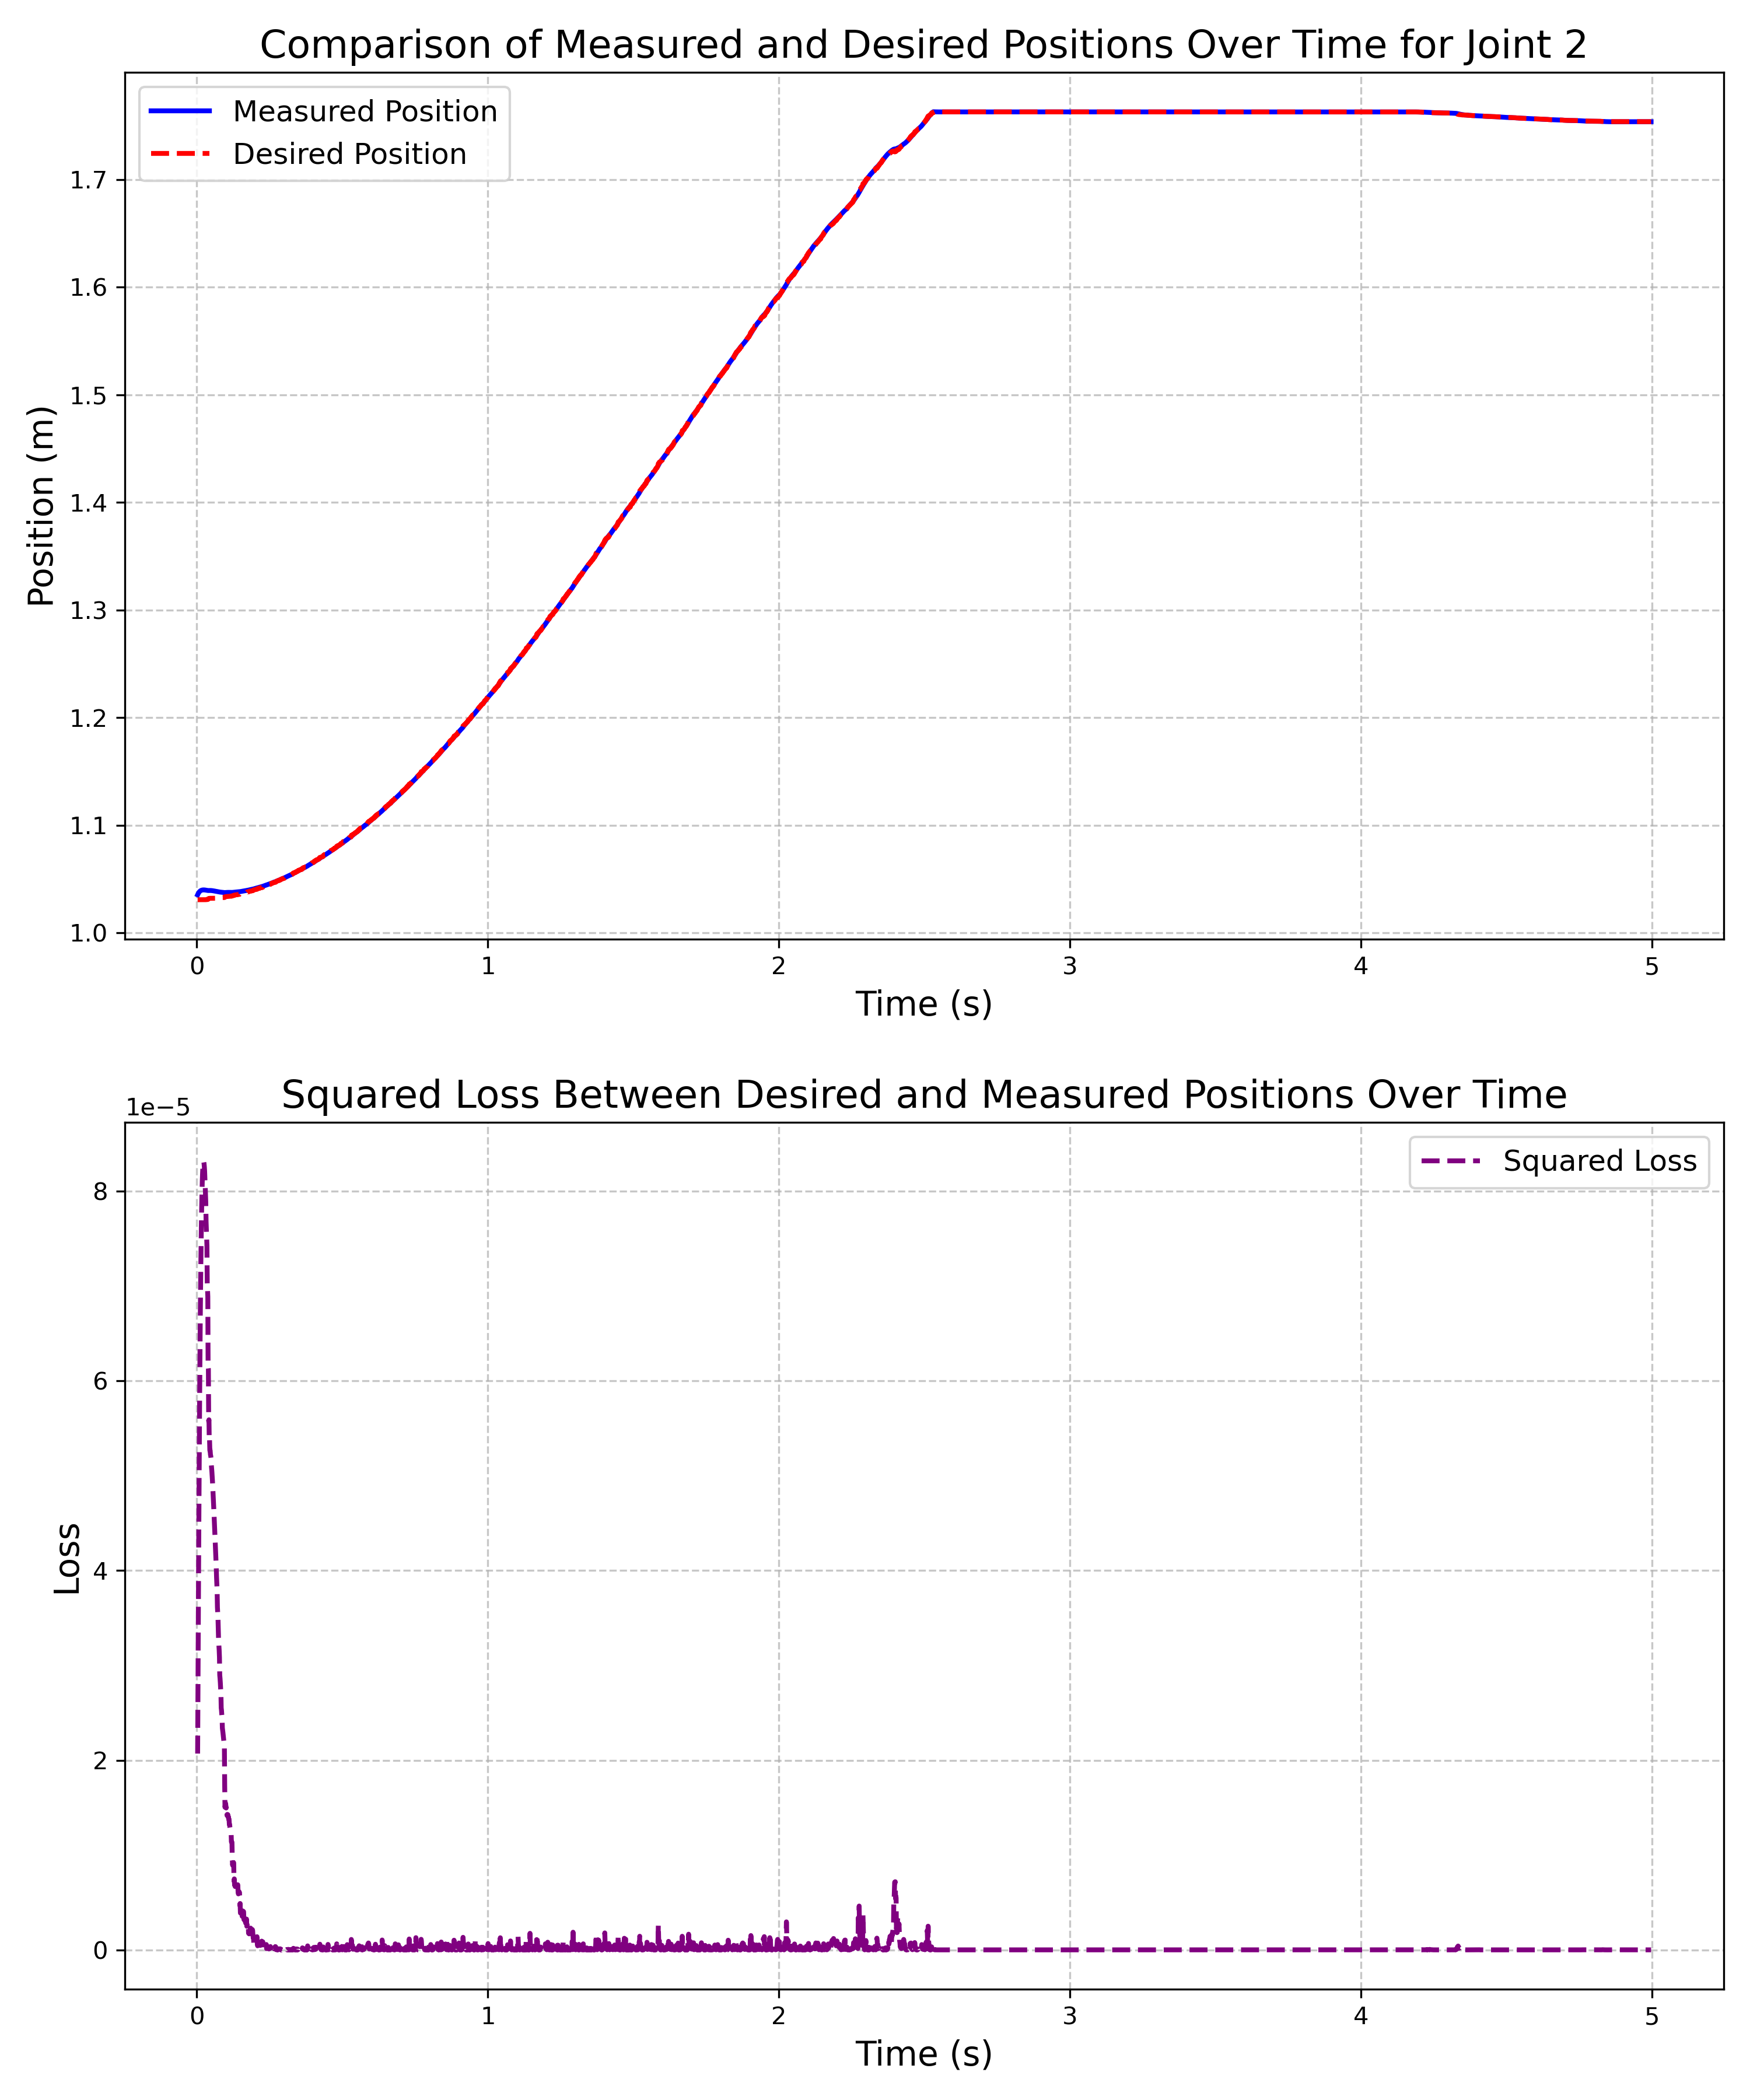 Comparison of Measured and Desired Positions Over Time for Joint 2
Measured Position
Desired Position
Position (m)
1.7
1.6
1.5
1.4
1.3
1.2
1.1
1.0
0 1 2 3 4 5
Time (s)
Squared Loss Between Desired and Measured Positions Over Time
1e−5
Squared Loss
Loss
8
6
4
2
0
0 1 2 3 4 5
Time (s)